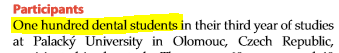 Participants
One hundred dental students in their third year of studies
at Palacký University in Olomouc, Czech Republic,